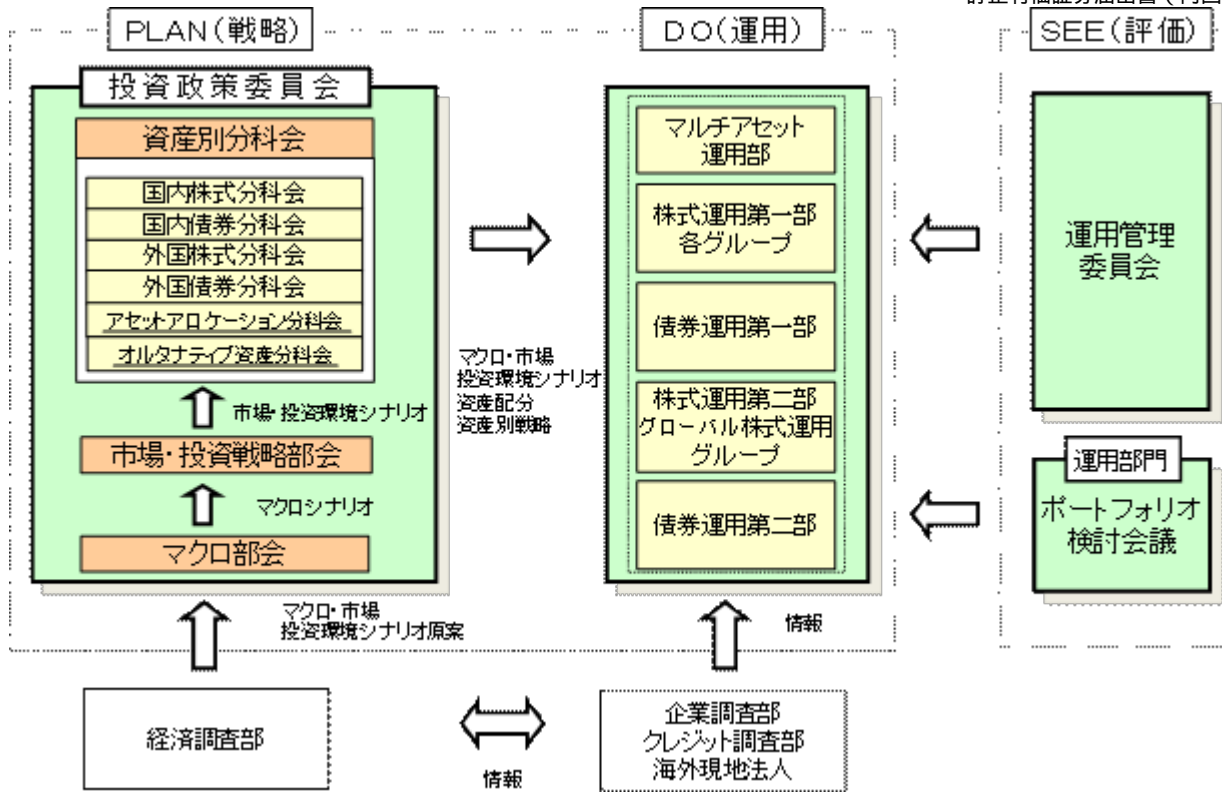 PLAN(戦略)
DO(運用)
SEE(評価)
投資政策委員会
資産別分科会
国内株式分科会
国内債券分科会
外国株式分科会
外国債券分科会
アセットアロケーション分科会
オルタナティブ資産分科会
市場・投資環境シナリオ
市場・投資戦略部会
マクロシナリオ
マクロ部会
マクロ・市場
投資環境シナリオ
資産配分
資産別戦略
マルチアセット
運用部
株式運用第一部
各グループ
債券運用第一部
株式運用第二部
グローバル株式運用
グループ
債券運用第二部
運用管理
委員会
運用部門
ポートフォリオ
検討会議
マクロ・市場
投資環境シナリオ原案
情報
経済調査部
情報
企業調査部
クレジット調査部
海外現地法人